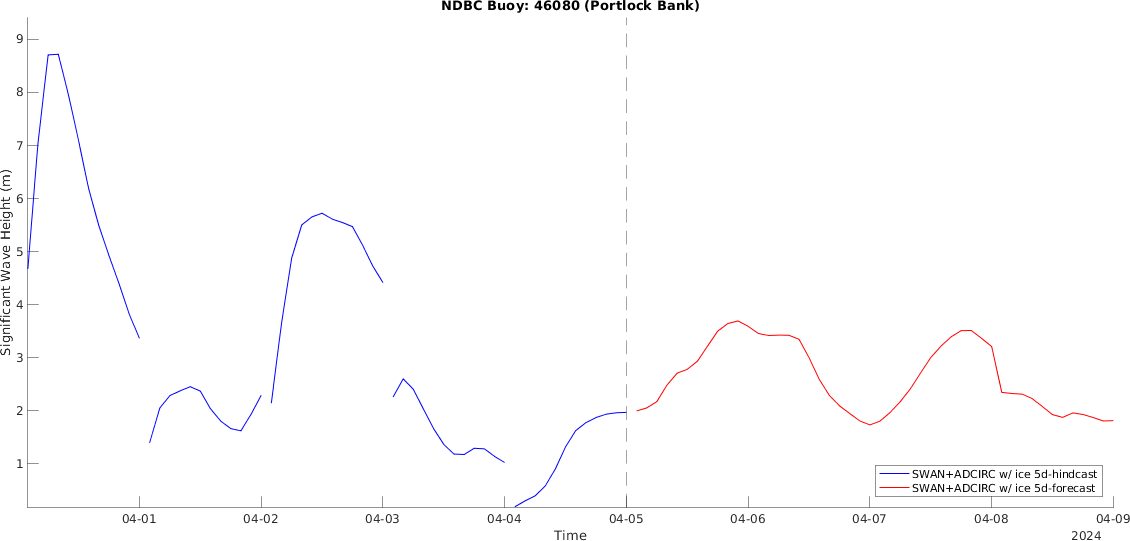 NDBC Buoy: 46080 (Portlock Bank)
Significant Wave Height (m)
9
8
7
6
5
4
3
2
1
SWAN+ADCIRC w/ ice 5d-hindcast
SWAN+ADCIRC w/ ice 5d-forecast
04-01 04-02 04-03 04-04 04-05 04-06 04-07 04-08 04-09
Time
2024